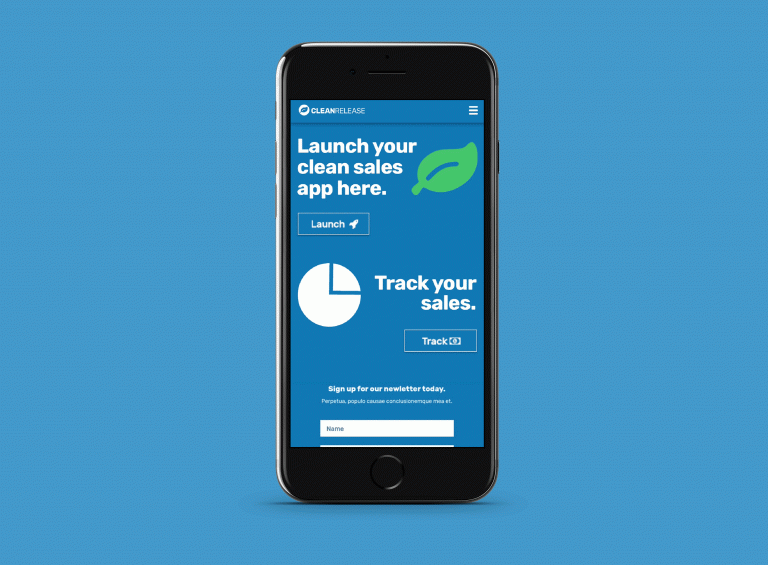 CLEANRELEASE
Launch your
clean sales
app here.
Launch
Track your
sales.
Track
Sign up for our newletter today.
Perpetua, populo causae conclusionemque mea et.
Name